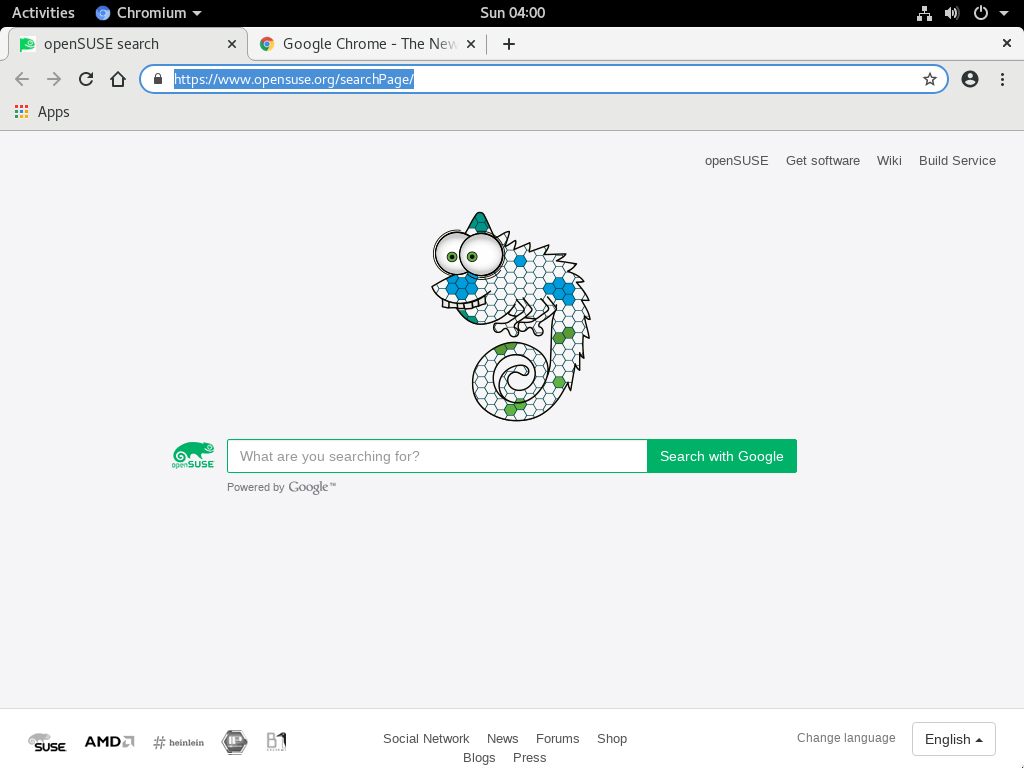 Activities Chromium Sun 04:00
openSUSE search Google Chrome - The New
https://www.opensuse.org/searchPage/
Apps
openSUSE Get software Wiki Build Service
openSUSE What are you searching for? Search with Google
Powered by Google™
SUSE AMD #heinlein IP B1 Social Network News Forums Shop Change language English
Blogs Press